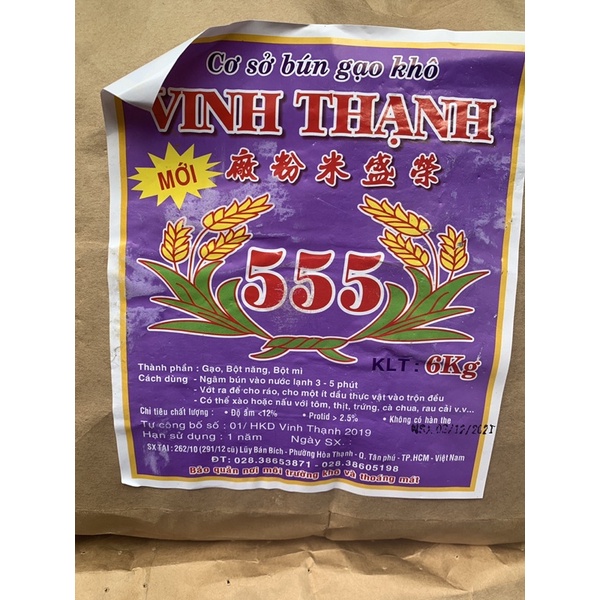 Cơ sở bún gạo khô
VINH THẠNH
MỚI
廠粉米盛榮
555
KLT : 6Kg
Thành phần : Gạo, Bột năng, Bột mì
Cách dùng - Ngâm bún vào nước lạnh 3 - 5 phút
- Vớt ra để cho ráo, cho một ít dầu thực vật vào trộn đều
- Có thể xào hoặc nấu với tôm, thịt, trứng, cà chua, rau cải v.v...
Chỉ tiêu chất lượng : • Độ ẩm <12% • Protid > 2.5% • Không có hàn the
Tự công bố số : 01/ HKD Vinh Thạnh 2019
Hạn sử dụng : 1 năm Ngày SX. :
SX TẠI : 262/10 (291/12 cũ) Lũy Bán Bích - Phường Hòa Thạnh - Q. Tân phú - TP.HCM - Việt Nam
ĐT: 028.38653871 - 028.38605198
Bảo quản nơi môi trường khô và thoáng mát